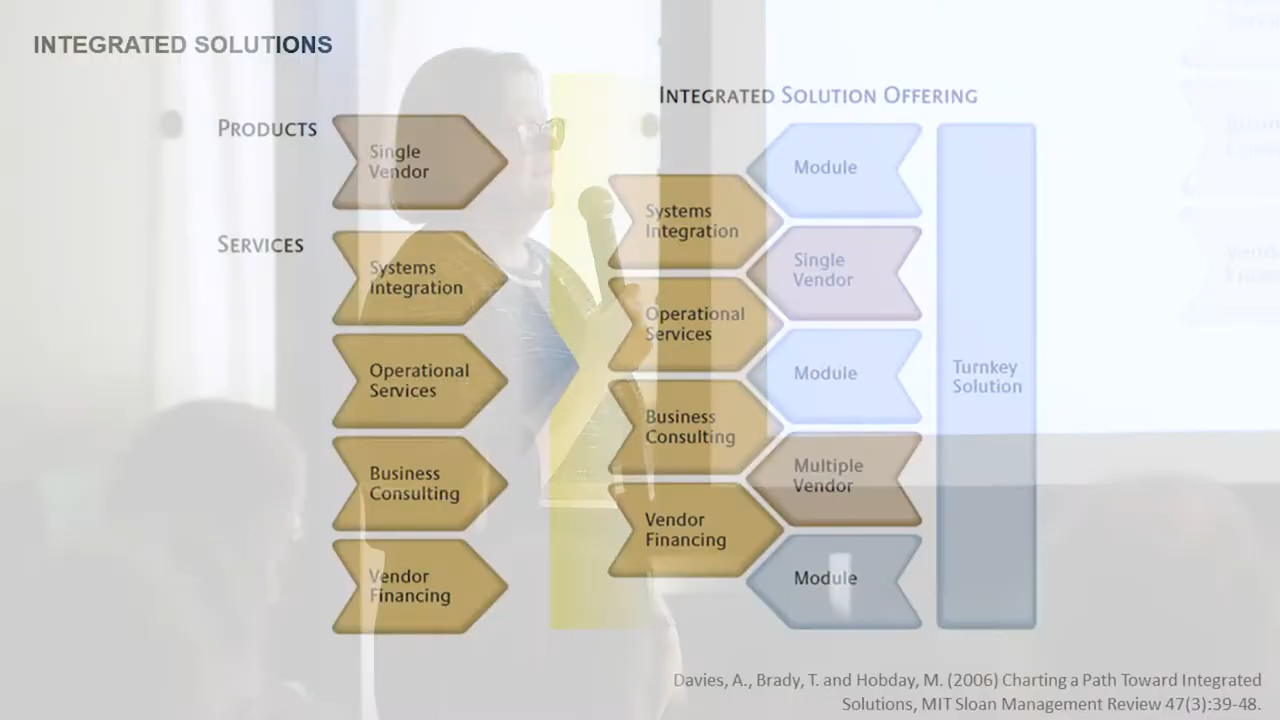 INTEGRATED SOLUTIONS
INTEGRATED SOLUTION OFFERING
PRODUCTS
Single
Vendor
SERVICES
Systems
Integration
Operational
Services
Business
Consulting
Vendor
Financing
Systems
Integration
Operational
Services
Business
Consulting
Vendor
Financing
Module
Single
Vendor
Module
Multiple
Vendor
Module
Turnkey
Solution
Davies, A., Brady, T. and Hobday, M. (2006) Charting a Path Toward Integrated
Solutions, MIT Sloan Management Review 47(3):39-48.